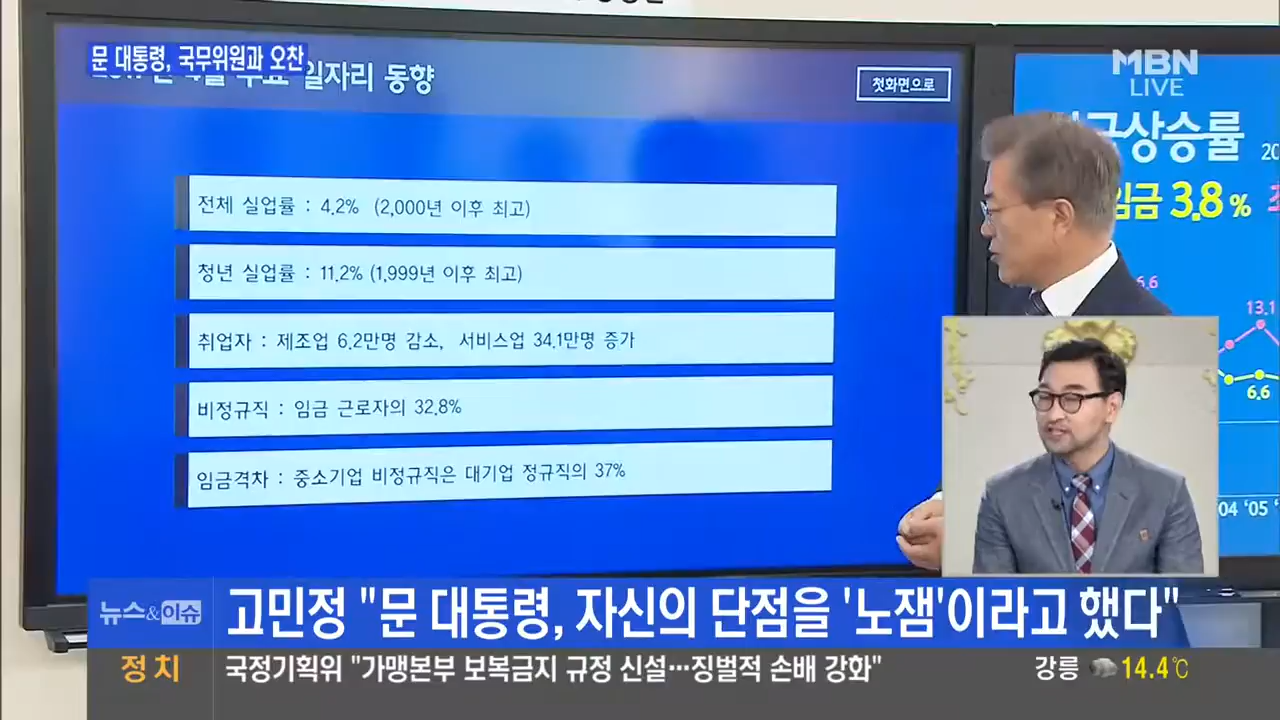 문 대통령, 국무위원과 오찬
일자리 동향
첫화면으로
MBN
LIVE
전체 실업률 : 4.2% (2,000년 이후 최고)
청년 실업률 : 11.2% (1,999년 이후 최고)
취업자 : 제조업 6.2만명 감소, 서비스업 34.1만명 증가
비정규직 : 임금 근로자의 32.8%
임금격차 : 중소기업 비정규직은 대기업 정규직의 37%
상승률
임금 3.8%
6.6
13.1
6.6
04 '05
뉴스&이슈
고민정 "문 대통령, 자신의 단점을 '노잼'이라고 했다"
정치
국정기획위 "가맹본부 보복금지 규정 신설…징벌적 손배 강화"
강릉 14.4℃